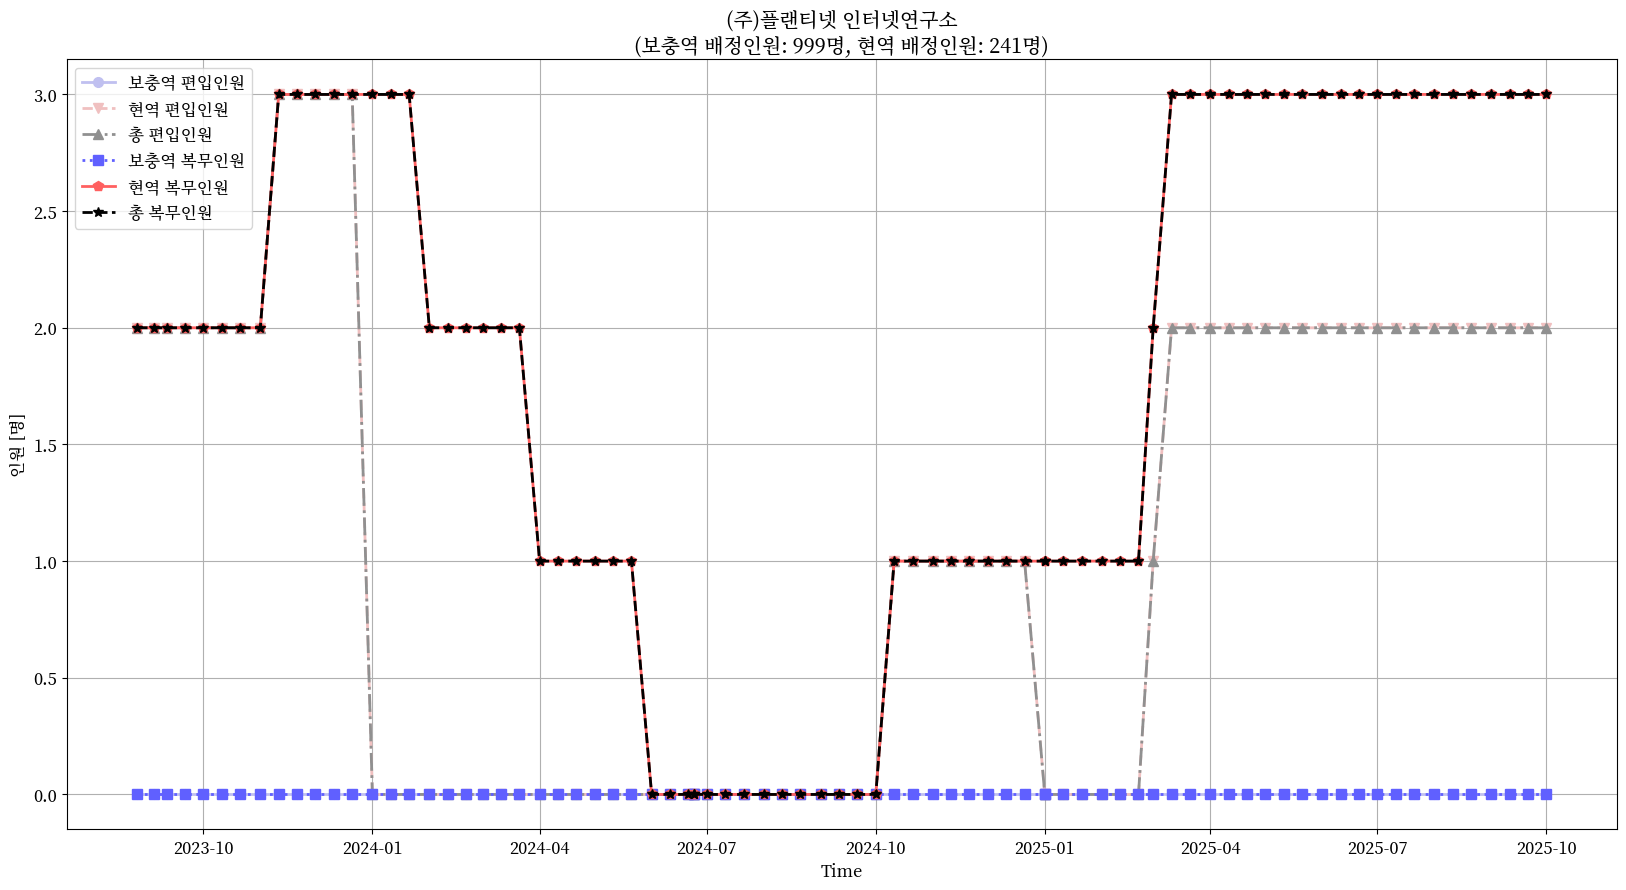 (주)플랜티넷 인터넷연구소
(보충역 배정인원: 999명, 현역 배정인원: 241명)
보충역 편입인원
현역 편입인원
총 편입인원
보충역 복무인원
현역 복무인원
총 복무인원
3.0
2.5
2.0
1.5
1.0
0.5
0.0
인원 [명]
2023-10
2024-01
2024-04
2024-07
2024-10
2025-01
2025-04
2025-07
2025-10
Time